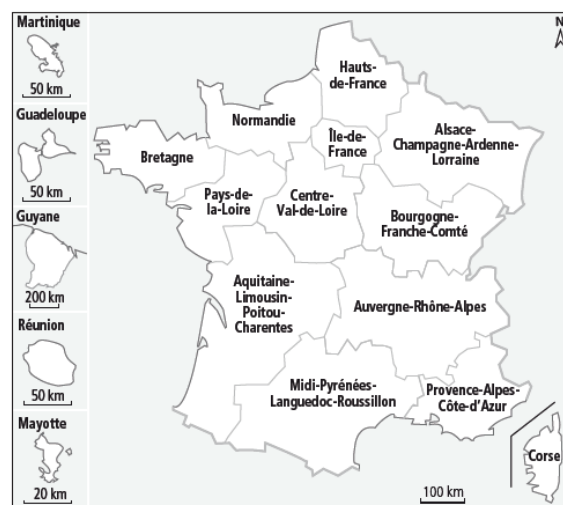 Martinique
50 km
Guadeloupe
50 km
Guyane
200 km
Réunion
50 km
Mayotte
20 km
N
Hauts-
de-France
Normandie
Île-de-
France
Alsace-
Champagne-Ardenne-
Lorraine
Bretagne
Pays-de-
la-Loire
Centre-
Val-de-Loire
Bourgogne-
Franche-Comté
Aquitaine-
Limousin-
Poitou-
Charentes
Auvergne-Rhône-Alpes
Midi-Pyrénées-
Languedoc-Roussillon
Provence-Alpes-
Côte-d'Azur
Corse
100 km